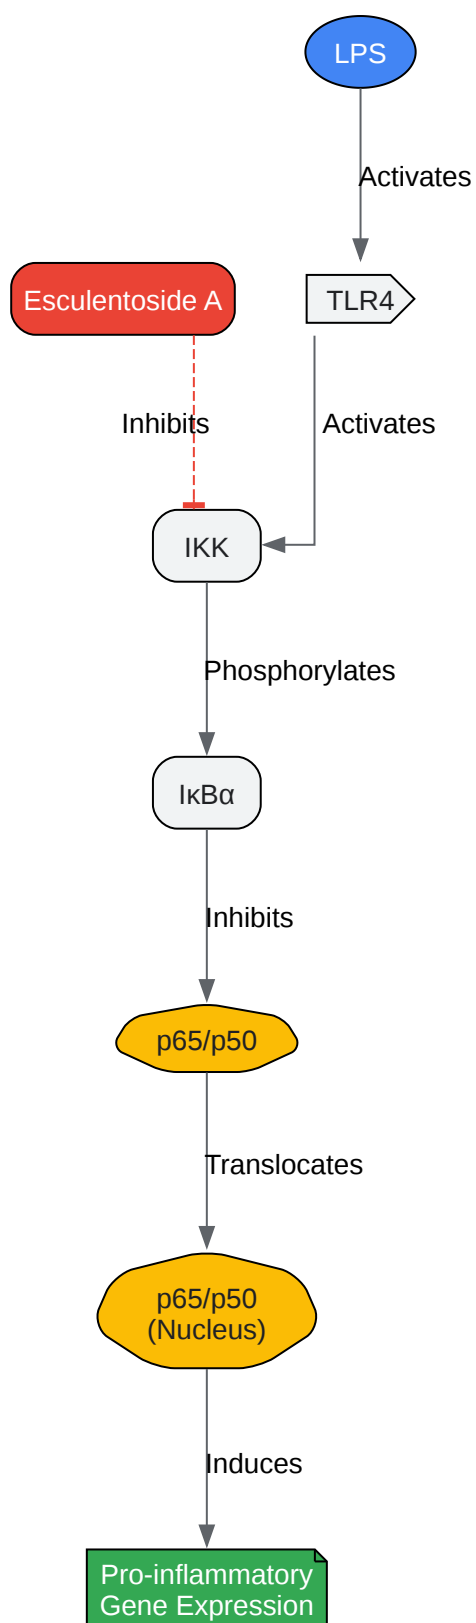 LPS
Activates
Esculentoside A
TLR4
Inhibits
Activates
IKK
Phosphorylates
IκBα
Inhibits
p65/p50
Translocates
p65/p50
(Nucleus)
Induces
Pro-inflammatory
Gene Expression